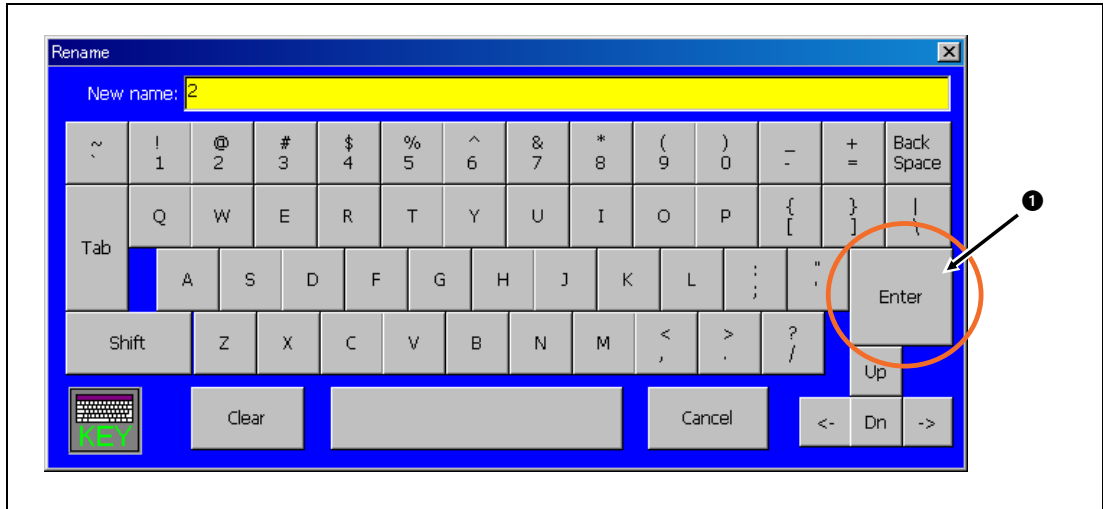 Rename
New name: 2
~ ! @ # $ % ^ & * ( ) _ + Back
` 1 2 3 4 5 6 7 8 9 0 - = Space
Q W E R T Y U I O P { } |
[ ] \
Tab
A S D F G H J K L : "
; '
Enter
Shift Z X C V B N M < > ?
, . /
Up
KEY Clear Cancel <- Dn ->
❶